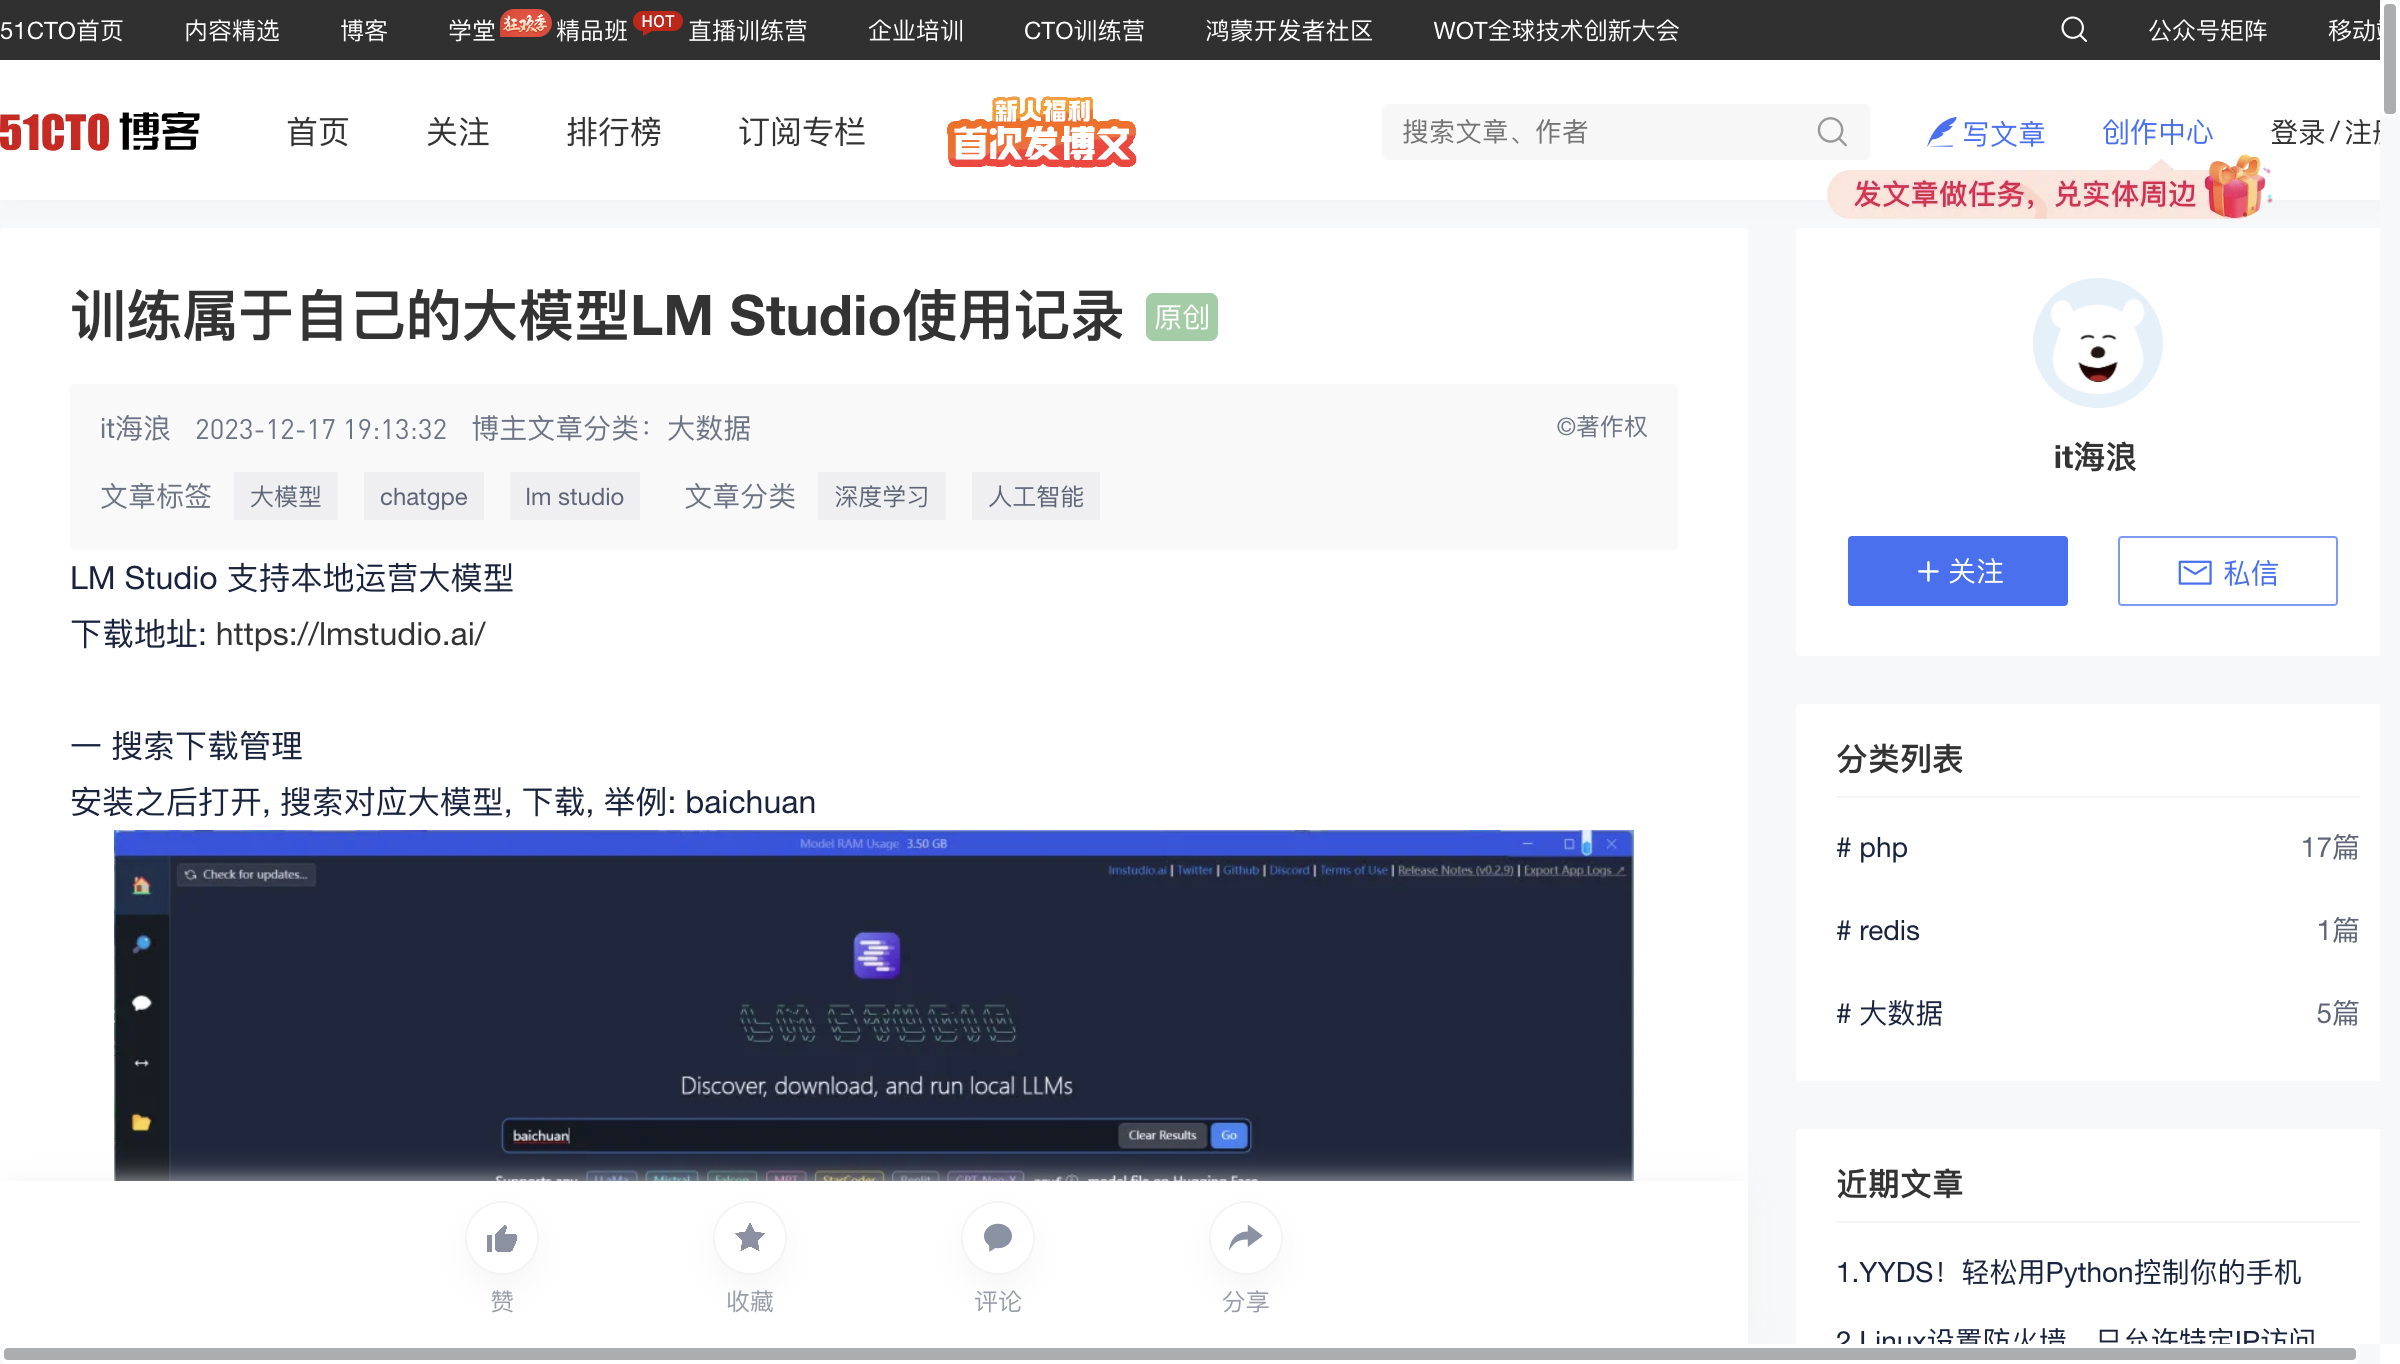 51CTO首页 内容精选 博客 学堂 狂欢季 精品班 HOT 直播训练营 企业培训 CTO训练营 鸿蒙开发者社区 WOT全球技术创新大会 公众号矩阵 移动
51CTO 博客 首页 关注 排行榜 订阅专栏 新人福利 首次发博文 搜索文章、作者 写文章 创作中心 登录/注册
发文章做任务，兑实体周边
训练属于自己的大模型LM Studio使用记录 原创
it海浪 2023-12-17 19:13:32 博主文章分类：大数据 ©著作权
文章标签 大模型 chatgpe lm studio 文章分类 深度学习 人工智能
LM Studio 支持本地运营大模型
下载地址: https://lmstudio.ai/
一 搜索下载管理
安装之后打开, 搜索对应大模型, 下载, 举例: baichuan
Model RAM Usage 3.50 GB
Check for updates... lmstudio.ai | Twitter | Github | Discord | Terms of Use | Release Notes (v0.2.9) | Export App Logs ↗
LM STUDIO
Discover, download, and run local LLMs
baichuan Clear Results Go
赞 收藏 评论 分享
it海浪
+ 关注 私信
分类列表
# php 17篇
# redis 1篇
# 大数据 5篇
近期文章
1.YYDS！轻松用Python控制你的手机
2.Linux设置防火墙，只允许特定IP访问